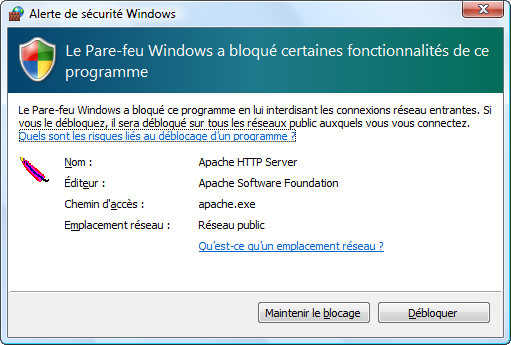 Alerte de sécurité Windows
Le Pare-feu Windows a bloqué certaines fonctionnalités de ce
programme
Le Pare-feu Windows a bloqué ce programme en lui interdisant les connexions réseau entrantes. Si
vous le débloquez, il sera débloqué sur tous les réseaux public auxquels vous vous connectez.
Quels sont les risques liés au déblocage d'un programme ?
Nom : Apache HTTP Server
Éditeur : Apache Software Foundation
Chemin d'accès : apache.exe
Emplacement réseau : Réseau public
Qu'est-ce qu'un emplacement réseau ?
Maintenir le blocage Débloquer